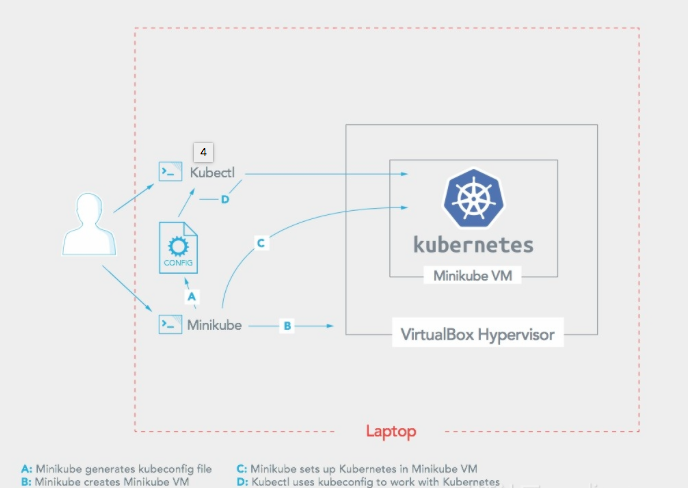 4
Kubectl
D
CONFIG
C
kubernetes
Minikube VM
A
Minikube
B
VirtualBox Hypervisor
Laptop
A: Minikube generates kubeconfig file
B: Minikube creates Minikube VM
C: Minikube sets up Kubernetes in Minikube VM
D: Kubectl uses kubeconfig to work with Kubernetes